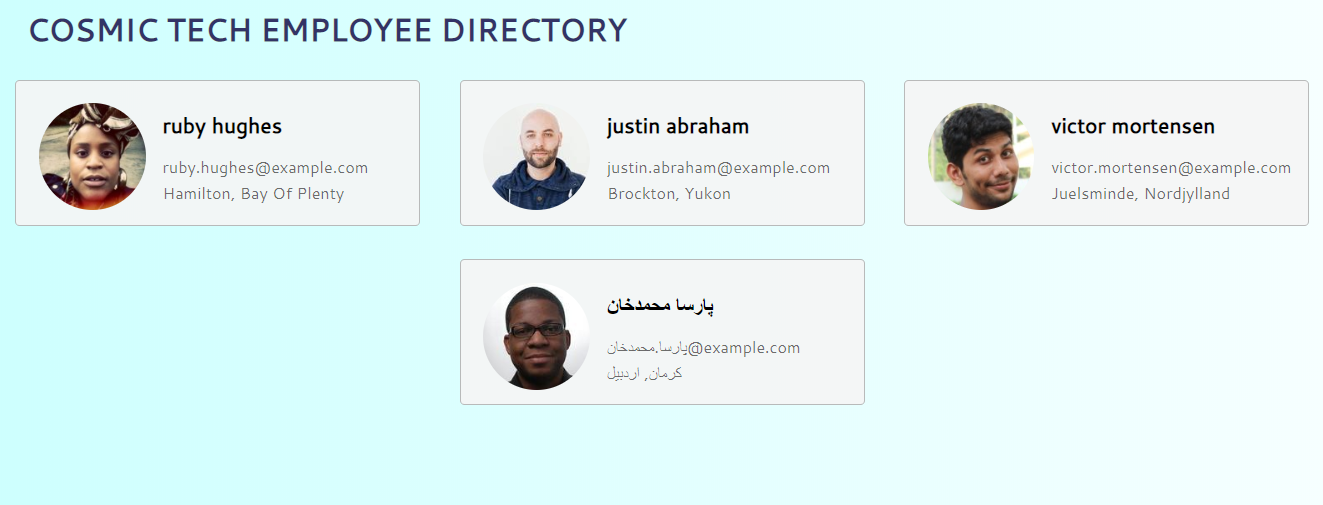 COSMIC TECH EMPLOYEE DIRECTORY
ruby hughes
ruby.hughes@example.com
Hamilton, Bay Of Plenty
justin abraham
justin.abraham@example.com
Brockton, Yukon
victor mortensen
victor.mortensen@example.com
Juelsminde, Nordjylland
پارسا محمدخان
پارسا.محمدخان@example.com
کرمان, اردبیل